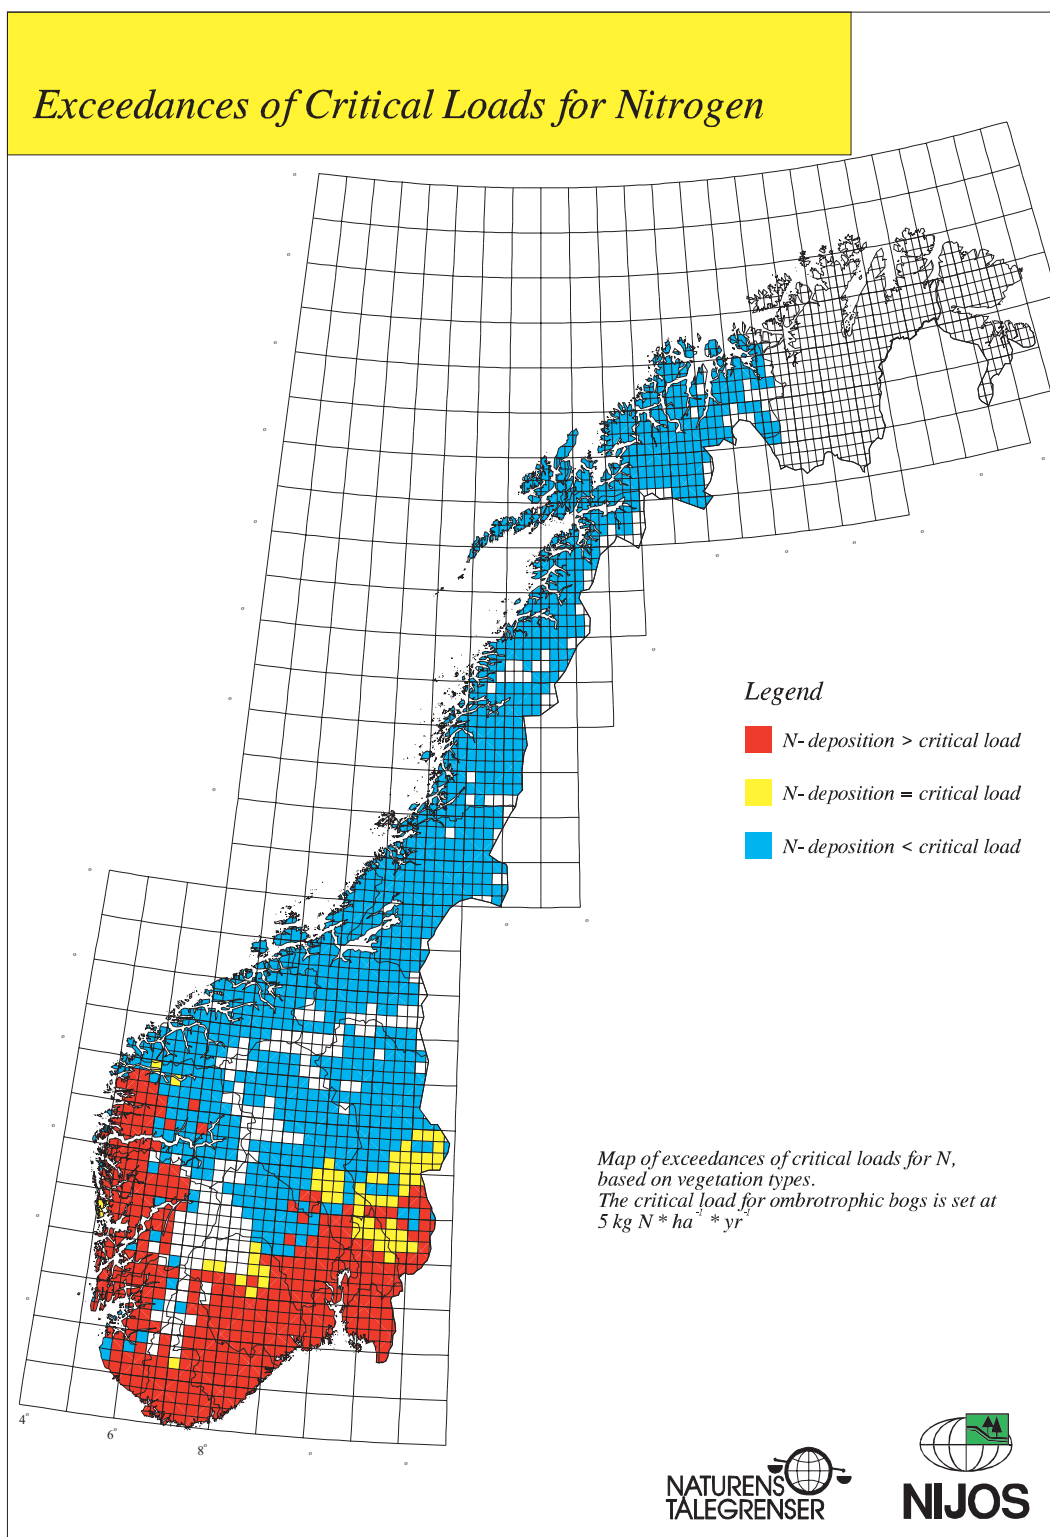 Exceedances of Critical Loads for Nitrogen
Legend
N- deposition > critical load
N- deposition = critical load
N- deposition < critical load
Map of exceedances of critical loads for N,
based on vegetation types.
The critical load for ombrotrophic bogs is set at
5 kg N * ha⁻¹ * yr⁻¹
4°
6°
8°
NATURENS
TÅLEGRENSER
NIJOS